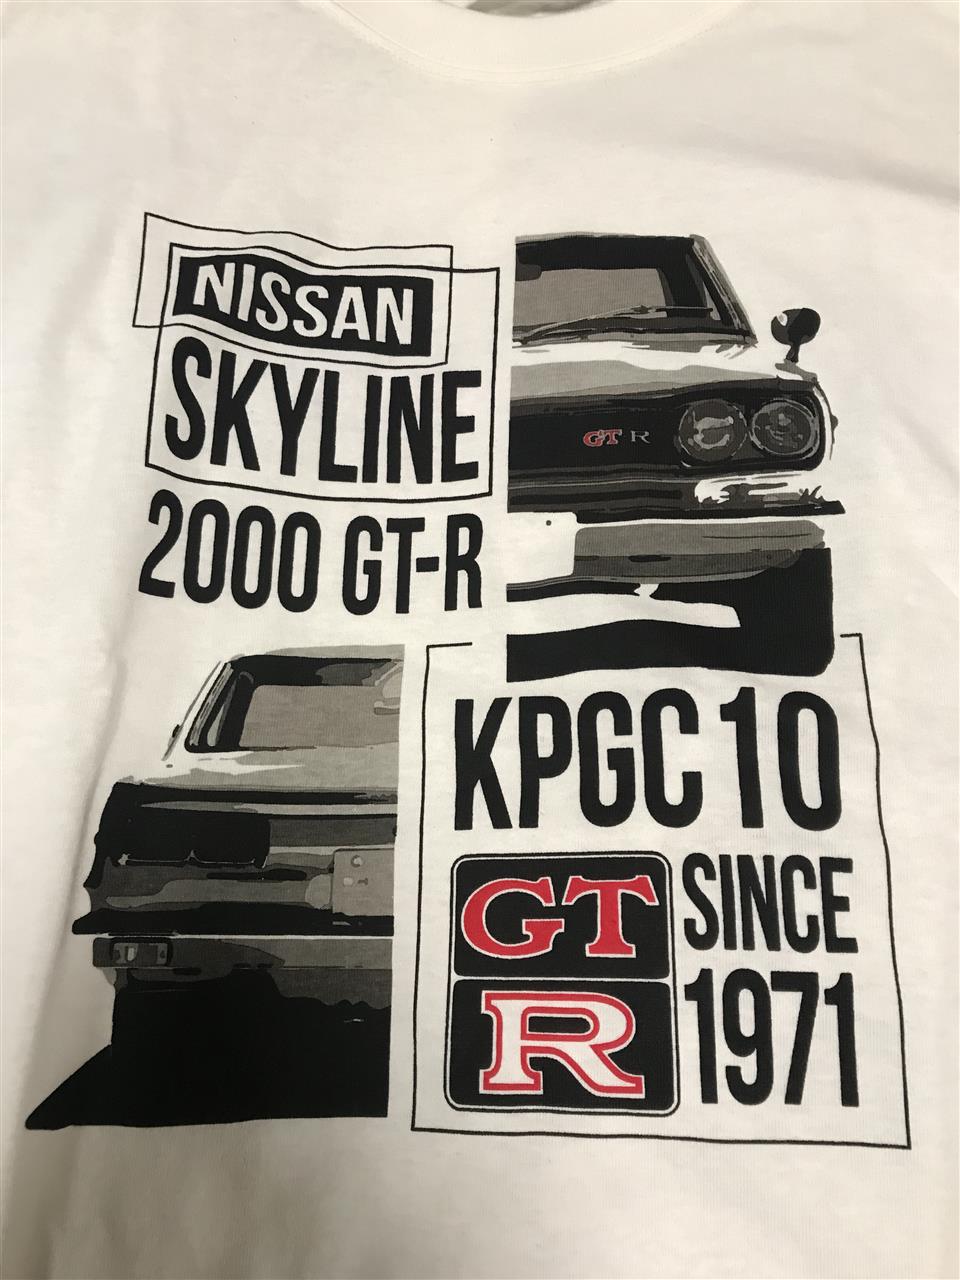 NISSAN
SKYLINE
2000 GT-R
GT R
KPGC10
GT
R
SINCE
1971